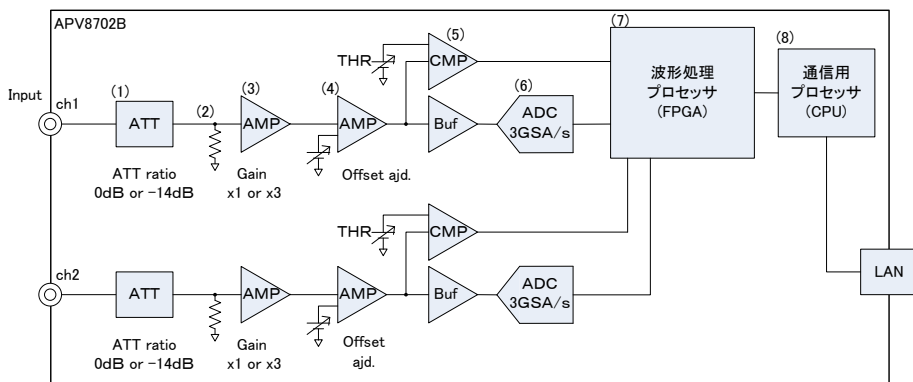 APV8702B
Input
ch1
(1)
ATT
ATT ratio
0dB or -14dB
(2)
(3)
AMP
Gain
x1 or x3
(4)
AMP
Offset ajd.
THR
(5)
CMP
Buf
(6)
ADC
3GSA/s
(7)
波形処理
プロセッサ
(FPGA)
(8)
通信用
プロセッサ
(CPU)
ch2
ATT
ATT ratio
0dB or -14dB
AMP
Gain
x1 or x3
AMP
Offset
ajd.
THR
CMP
Buf
ADC
3GSA/s
LAN